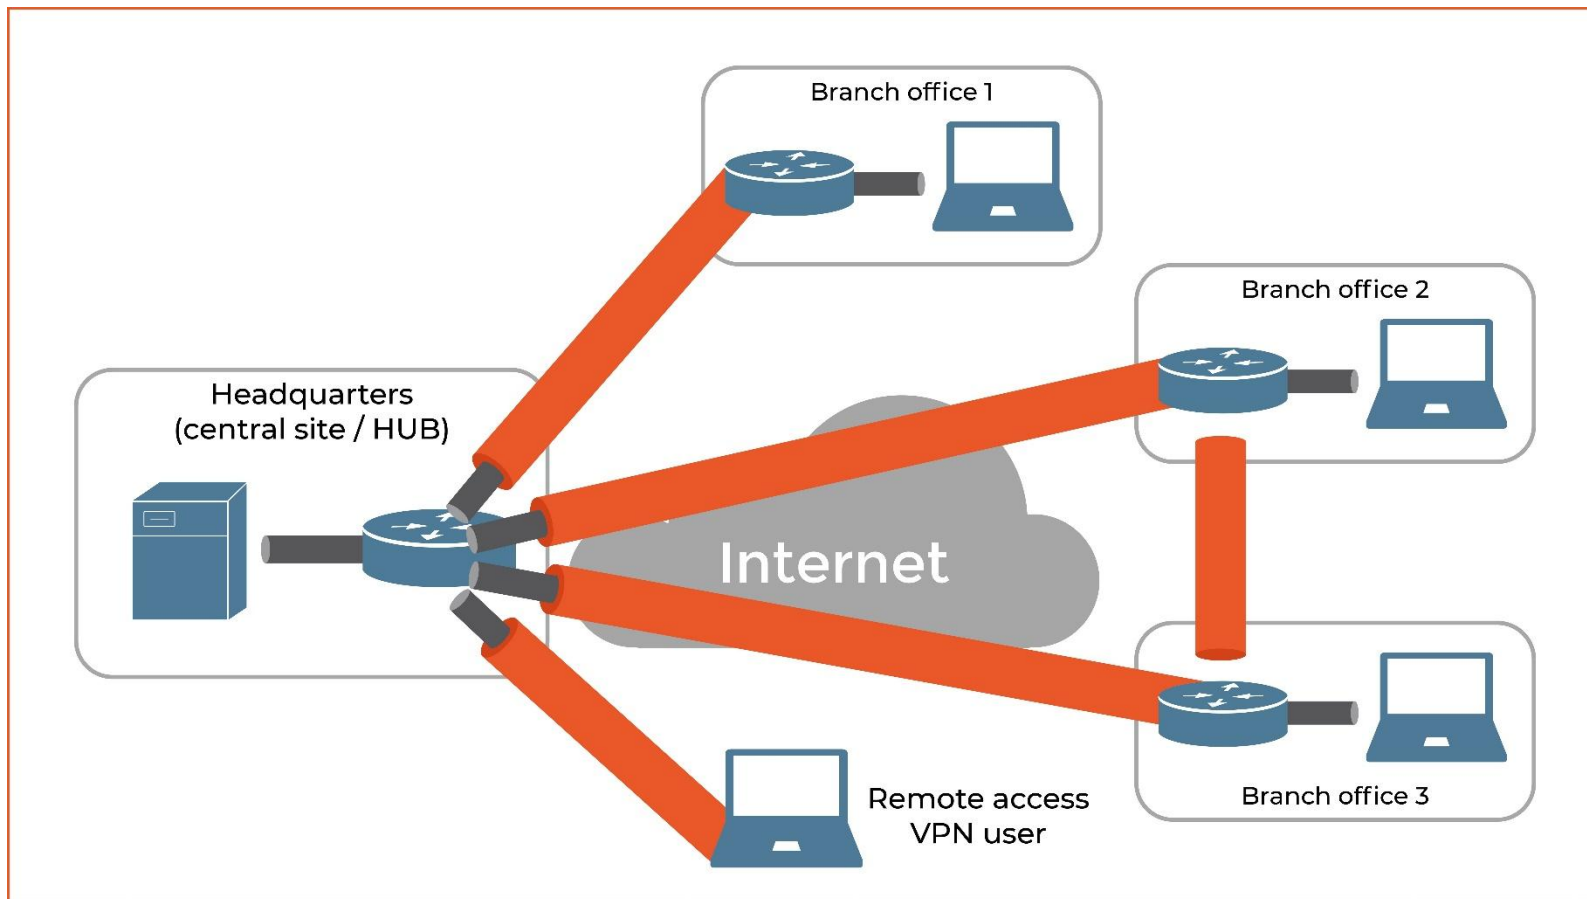 Branch office 1
Branch office 2
Headquarters
(central site / HUB)
Internet
Remote access
VPN user
Branch office 3